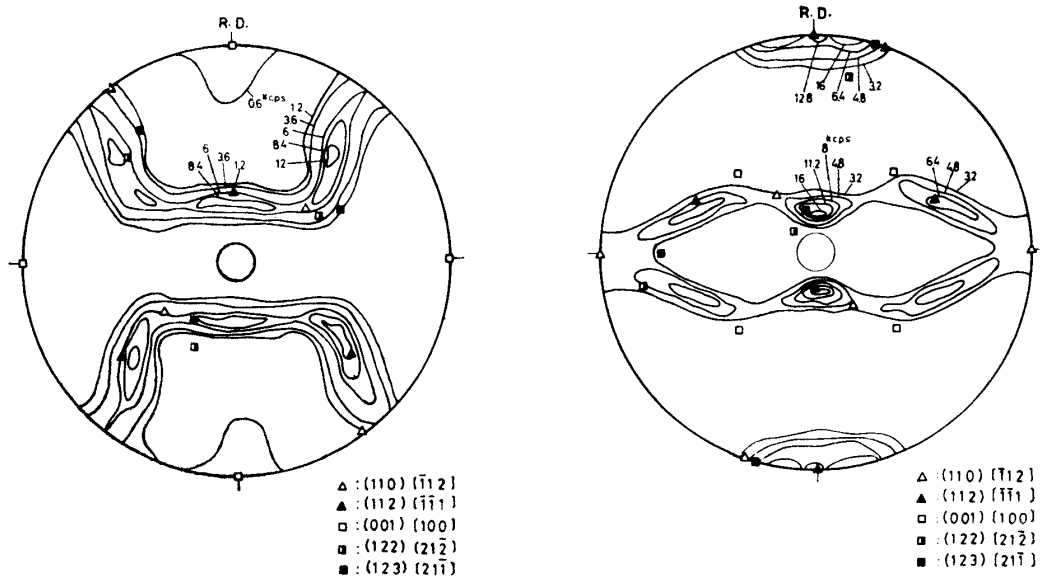 R.D.
0.6 kcps
1.2
3.6
6
8.4
12
6
8.4
3.6
1.2
△ : (110) [1̄12]
▲ : (112) [1̄1̄1]
□ : (001) [100]
◨ : (122) [212̄]
■ : (123) [211̄]
R.D.
12.8
16
6.4
4.8
3.2
kcps
8
11.2
16
4.8
3.2
6.4
4.8
3.2
△ : (110) [1̄12]
▲ : (112) [1̄1̄1]
□ : (001) [100]
◨ : (122) [212̄]
■ : (123) [211̄]